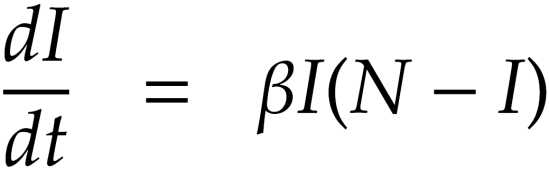 dI/dt = βI(N − I)